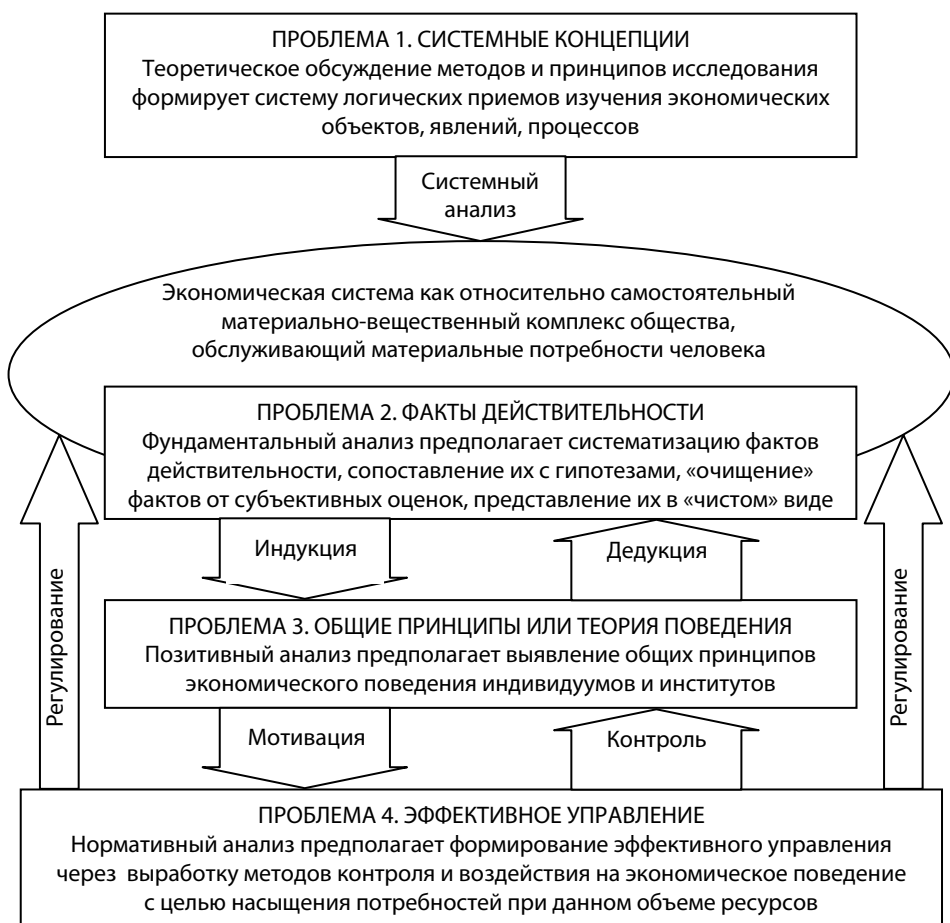 ПРОБЛЕМА 1. СИСТЕМНЫЕ КОНЦЕПЦИИ
Теоретическое обсуждение методов и принципов исследования
формирует систему логических приемов изучения экономических
объектов, явлений, процессов
Системный
анализ
Экономическая система как относительно самостоятельный
материально-вещественный комплекс общества,
обслуживающий материальные потребности человека
ПРОБЛЕМА 2. ФАКТЫ ДЕЙСТВИТЕЛЬНОСТИ
Фундаментальный анализ предполагает систематизацию фактов
действительности, сопоставление их с гипотезами, «очищение»
фактов от субъективных оценок, представление их в «чистом» виде
Индукция
Дедукция
Регулирование
Регулирование
ПРОБЛЕМА 3. ОБЩИЕ ПРИНЦИПЫ ИЛИ ТЕОРИЯ ПОВЕДЕНИЯ
Позитивный анализ предполагает выявление общих принципов
экономического поведения индивидуумов и институтов
Мотивация
Контроль
ПРОБЛЕМА 4. ЭФФЕКТИВНОЕ УПРАВЛЕНИЕ
Нормативный анализ предполагает формирование эффективного управления
через выработку методов контроля и воздействия на экономическое поведение
с целью насыщения потребностей при данном объеме ресурсов